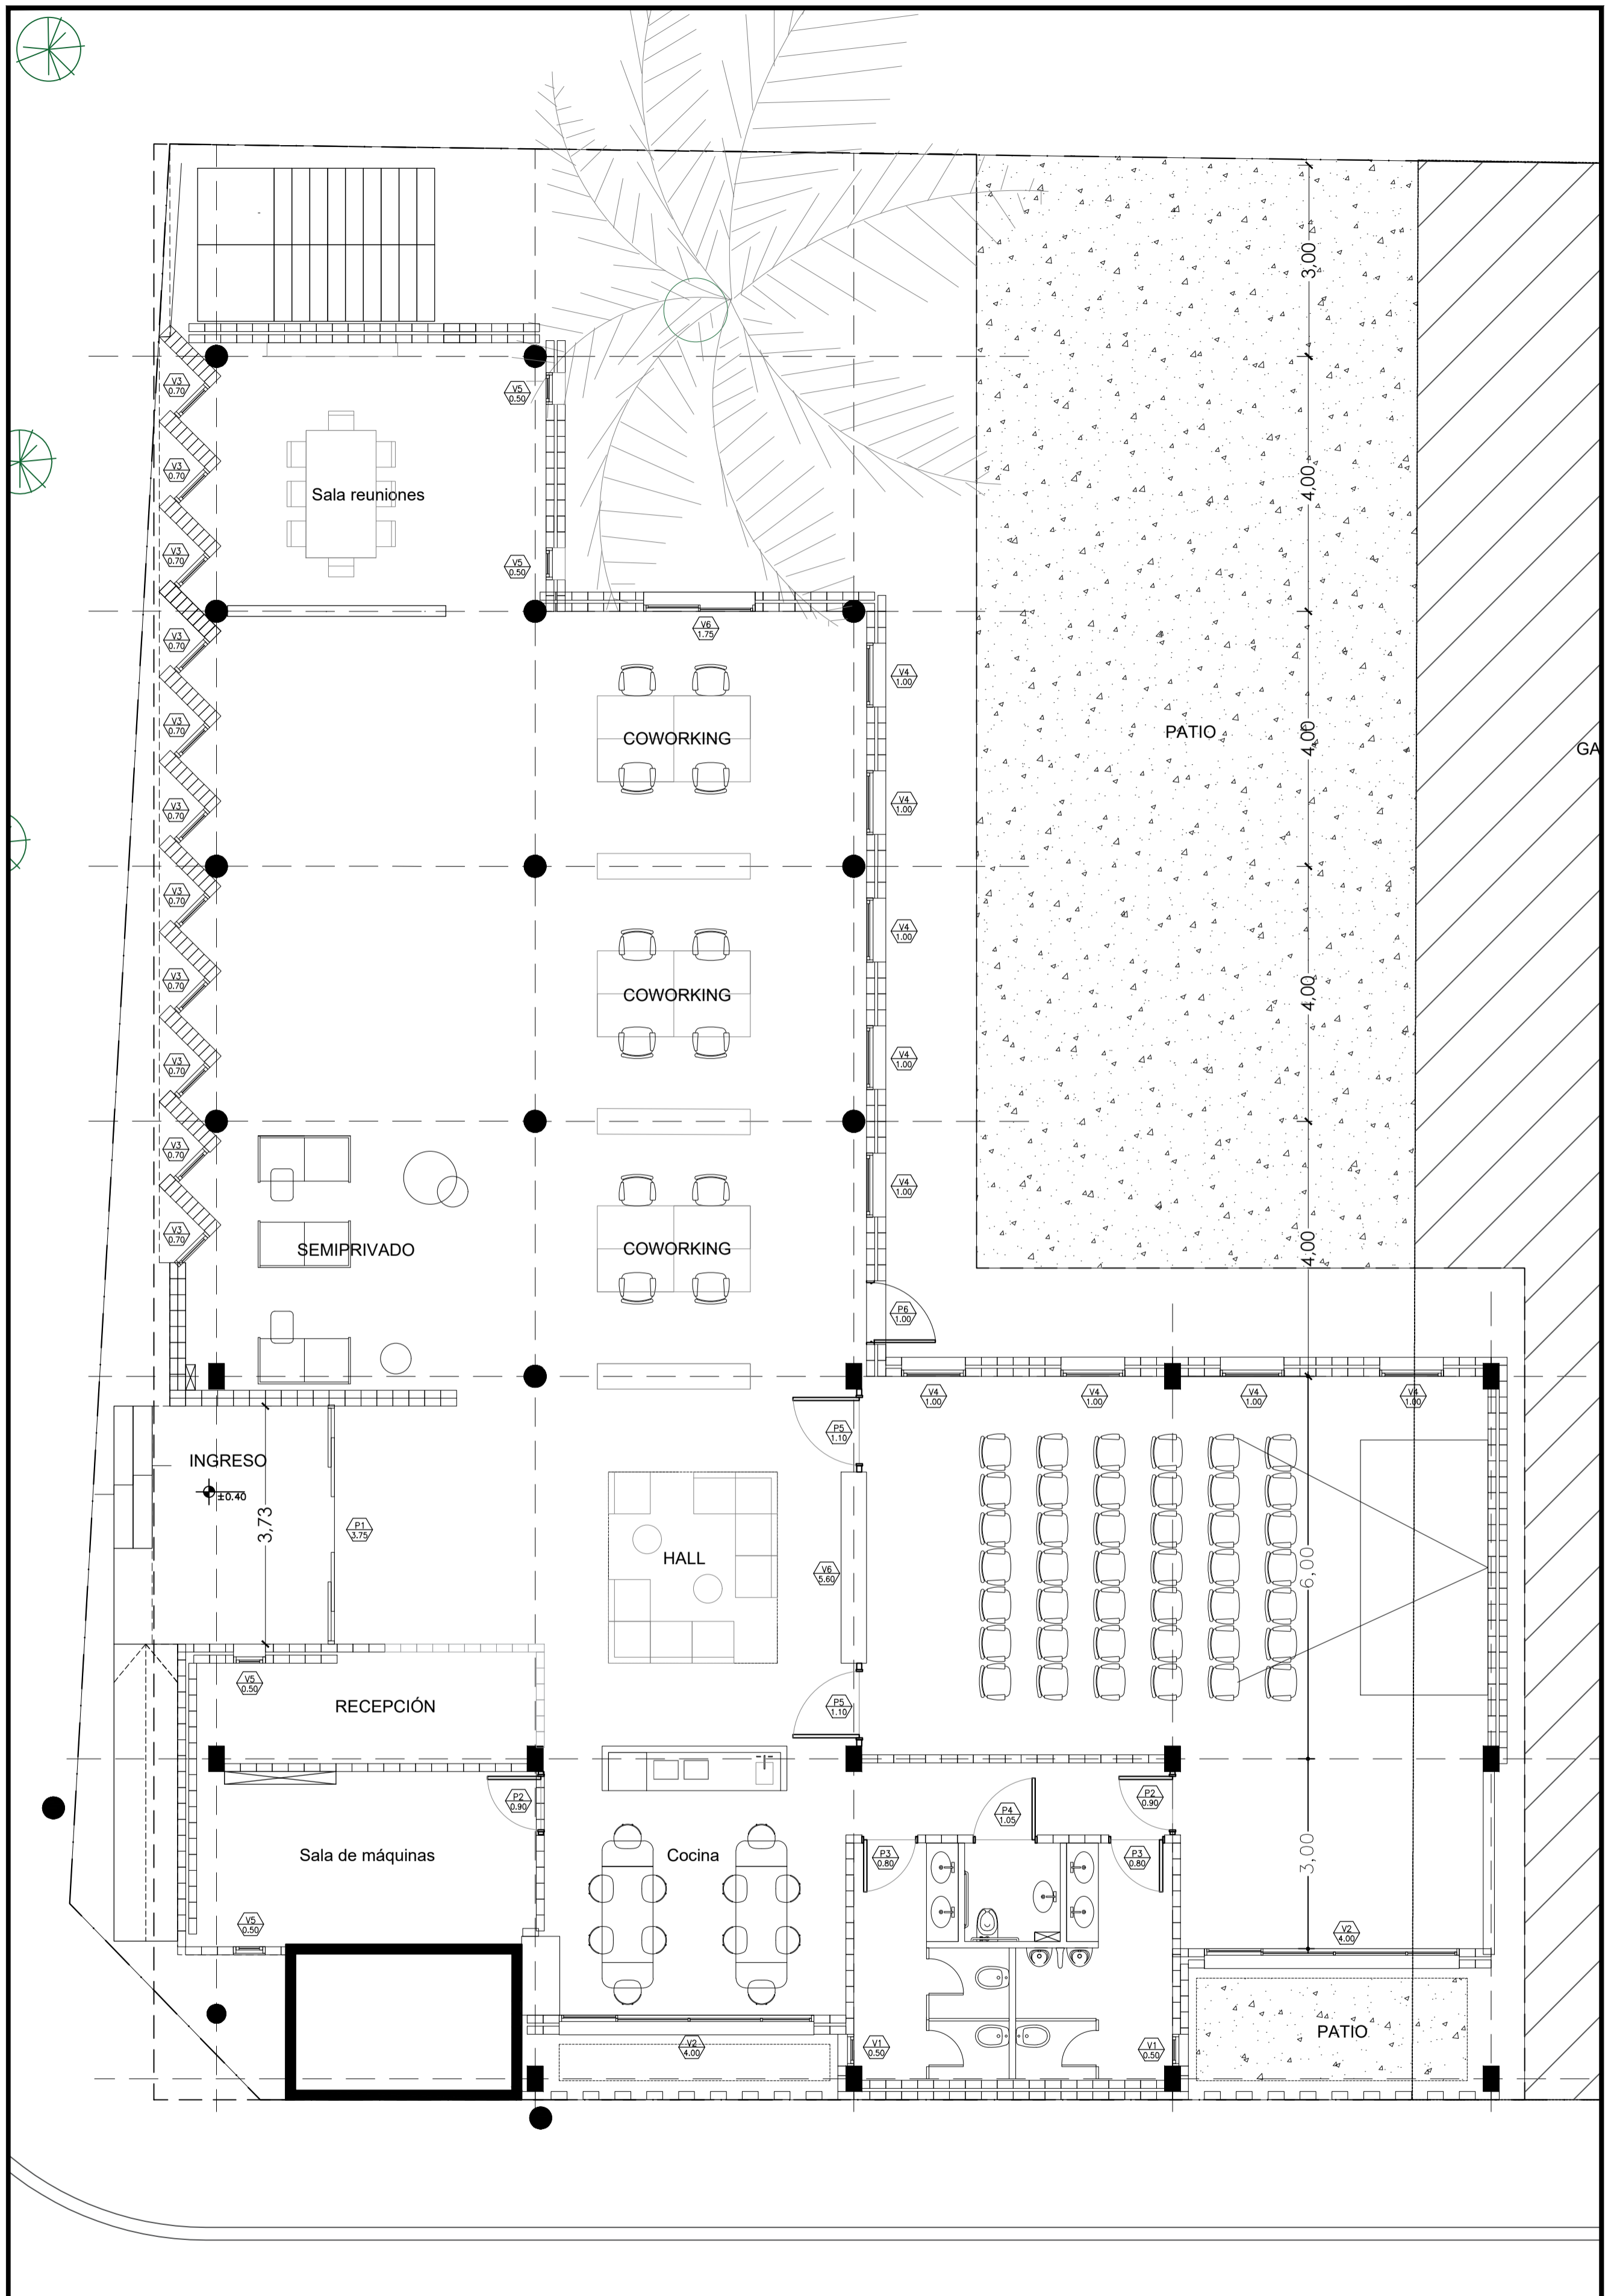 3,00
V3
0.70
V5
0.50
V3
0.70
4,00
Sala reuniones
V3
0.70
V5
0.50
V6
1.75
V3
0.70
V4
1.00
V3
0.70
COWORKING
PATIO
4,00
GA
V3
0.70
V4
1.00
V3
0.70
V4
1.00
V3
0.70
COWORKING
4,00
V3
0.70
V4
1.00
V3
0.70
V4
1.00
V3
0.70
SEMIPRIVADO
COWORKING
4,00
P6
1.00
V4
1.00
V4
1.00
V4
1.00
V4
1.00
P5
1.10
INGRESO
±0.40
3,73
P1
3.75
HALL
V6
5.60
6,00
V5
0.50
RECEPCIÓN
P5
1.10
P2
0.90
P4
1.05
P2
0.90
Sala de máquinas
Cocina
P3
0.80
P3
0.80
3,00
V5
0.50
V2
4.00
V2
4.00
V1
0.50
V1
0.50
PATIO